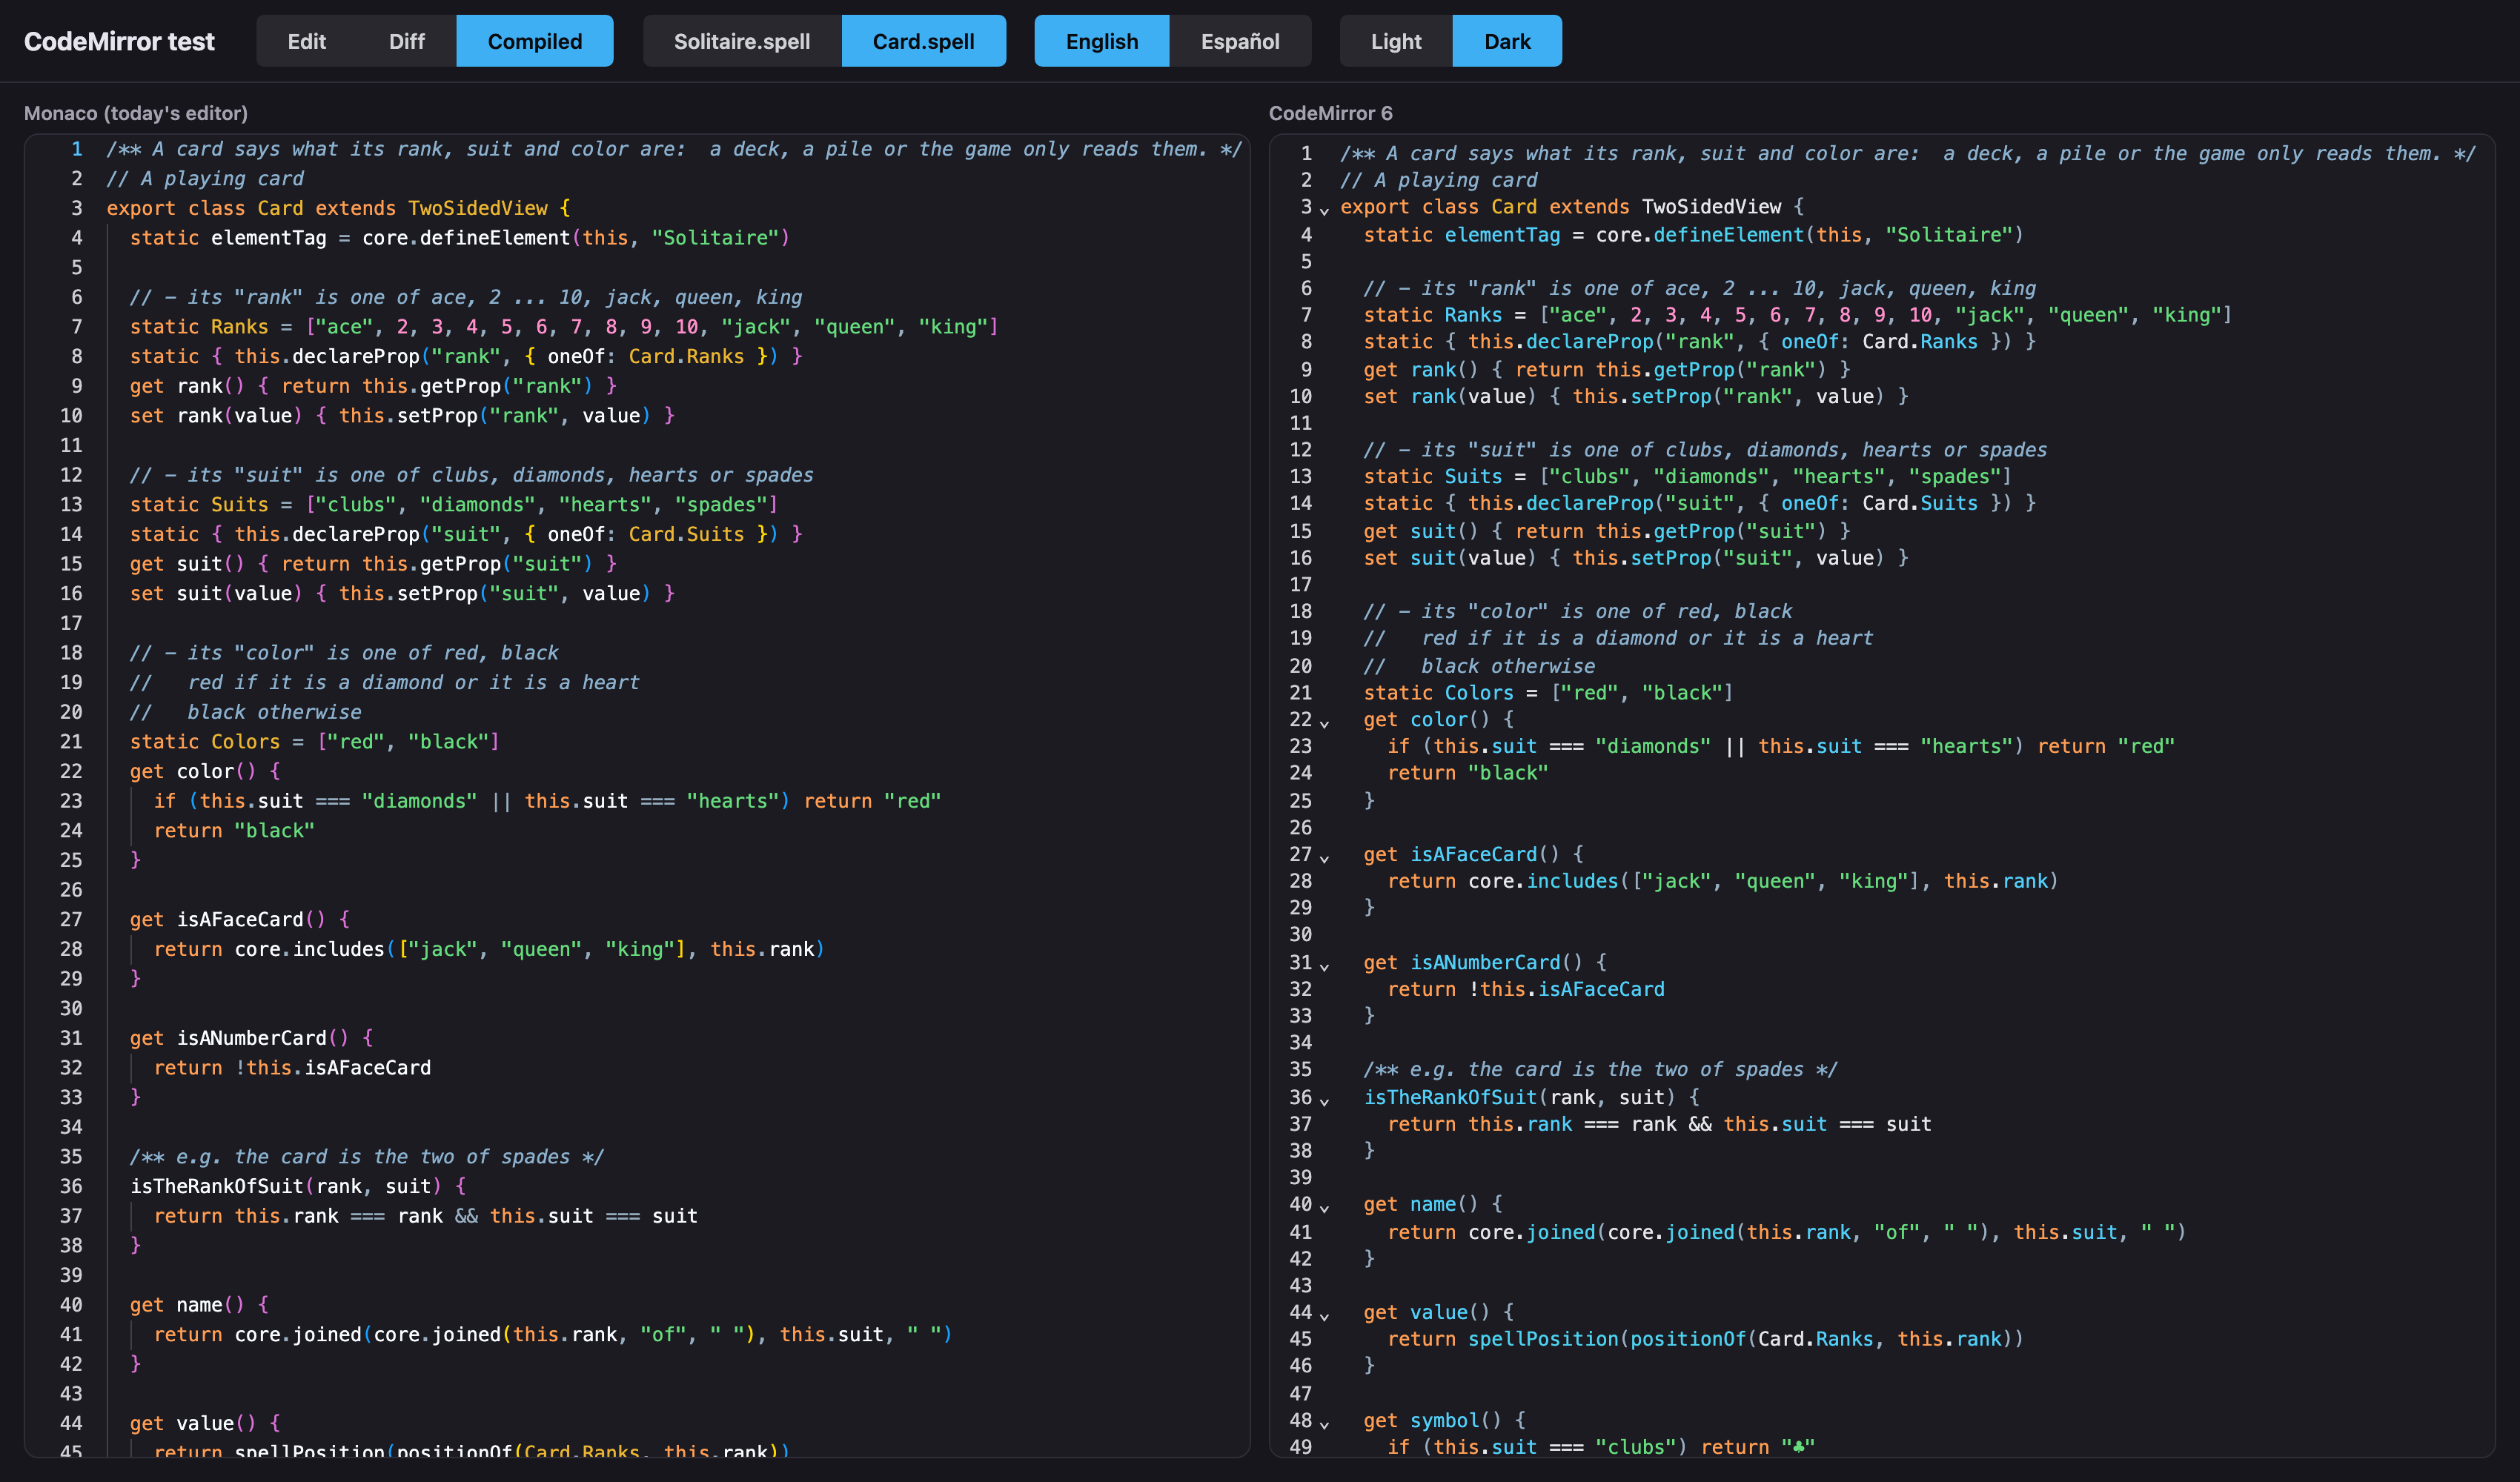 CodeMirror test
Edit Diff Compiled Solitaire.spell Card.spell English Español Light Dark
Monaco (today's editor)
1 /** A card says what its rank, suit and color are:  a deck, a pile or the game only reads them. */
2 // A playing card
3 export class Card extends TwoSidedView {
4   static elementTag = core.defineElement(this, "Solitaire")
5
6   // – its "rank" is one of ace, 2 ... 10, jack, queen, king
7   static Ranks = ["ace", 2, 3, 4, 5, 6, 7, 8, 9, 10, "jack", "queen", "king"]
8   static { this.declareProp("rank", { oneOf: Card.Ranks }) }
9   get rank() { return this.getProp("rank") }
10   set rank(value) { this.setProp("rank", value) }
11
12   // – its "suit" is one of clubs, diamonds, hearts or spades
13   static Suits = ["clubs", "diamonds", "hearts", "spades"]
14   static { this.declareProp("suit", { oneOf: Card.Suits }) }
15   get suit() { return this.getProp("suit") }
16   set suit(value) { this.setProp("suit", value) }
17
18   // – its "color" is one of red, black
19   //   red if it is a diamond or it is a heart
20   //   black otherwise
21   static Colors = ["red", "black"]
22   get color() {
23     if (this.suit === "diamonds" || this.suit === "hearts") return "red"
24     return "black"
25   }
26
27   get isAFaceCard() {
28     return core.includes(["jack", "queen", "king"], this.rank)
29   }
30
31   get isANumberCard() {
32     return !this.isAFaceCard
33   }
34
35   /** e.g. the card is the two of spades */
36   isTheRankOfSuit(rank, suit) {
37     return this.rank === rank && this.suit === suit
38   }
39
40   get name() {
41     return core.joined(core.joined(this.rank, "of", " "), this.suit, " ")
42   }
43
44   get value() {
45     return spellPosition(positionOf(Card.Ranks, this.rank))
CodeMirror 6
1 /** A card says what its rank, suit and color are:  a deck, a pile or the game only reads them. */
2 // A playing card
3 export class Card extends TwoSidedView {
4   static elementTag = core.defineElement(this, "Solitaire")
5
6   // – its "rank" is one of ace, 2 ... 10, jack, queen, king
7   static Ranks = ["ace", 2, 3, 4, 5, 6, 7, 8, 9, 10, "jack", "queen", "king"]
8   static { this.declareProp("rank", { oneOf: Card.Ranks }) }
9   get rank() { return this.getProp("rank") }
10   set rank(value) { this.setProp("rank", value) }
11
12   // – its "suit" is one of clubs, diamonds, hearts or spades
13   static Suits = ["clubs", "diamonds", "hearts", "spades"]
14   static { this.declareProp("suit", { oneOf: Card.Suits }) }
15   get suit() { return this.getProp("suit") }
16   set suit(value) { this.setProp("suit", value) }
17
18   // – its "color" is one of red, black
19   //   red if it is a diamond or it is a heart
20   //   black otherwise
21   static Colors = ["red", "black"]
22   get color() {
23     if (this.suit === "diamonds" || this.suit === "hearts") return "red"
24     return "black"
25   }
26
27   get isAFaceCard() {
28     return core.includes(["jack", "queen", "king"], this.rank)
29   }
30
31   get isANumberCard() {
32     return !this.isAFaceCard
33   }
34
35   /** e.g. the card is the two of spades */
36   isTheRankOfSuit(rank, suit) {
37     return this.rank === rank && this.suit === suit
38   }
39
40   get name() {
41     return core.joined(core.joined(this.rank, "of", " "), this.suit, " ")
42   }
43
44   get value() {
45     return spellPosition(positionOf(Card.Ranks, this.rank))
46   }
47
48   get symbol() {
49     if (this.suit === "clubs") return "♣"